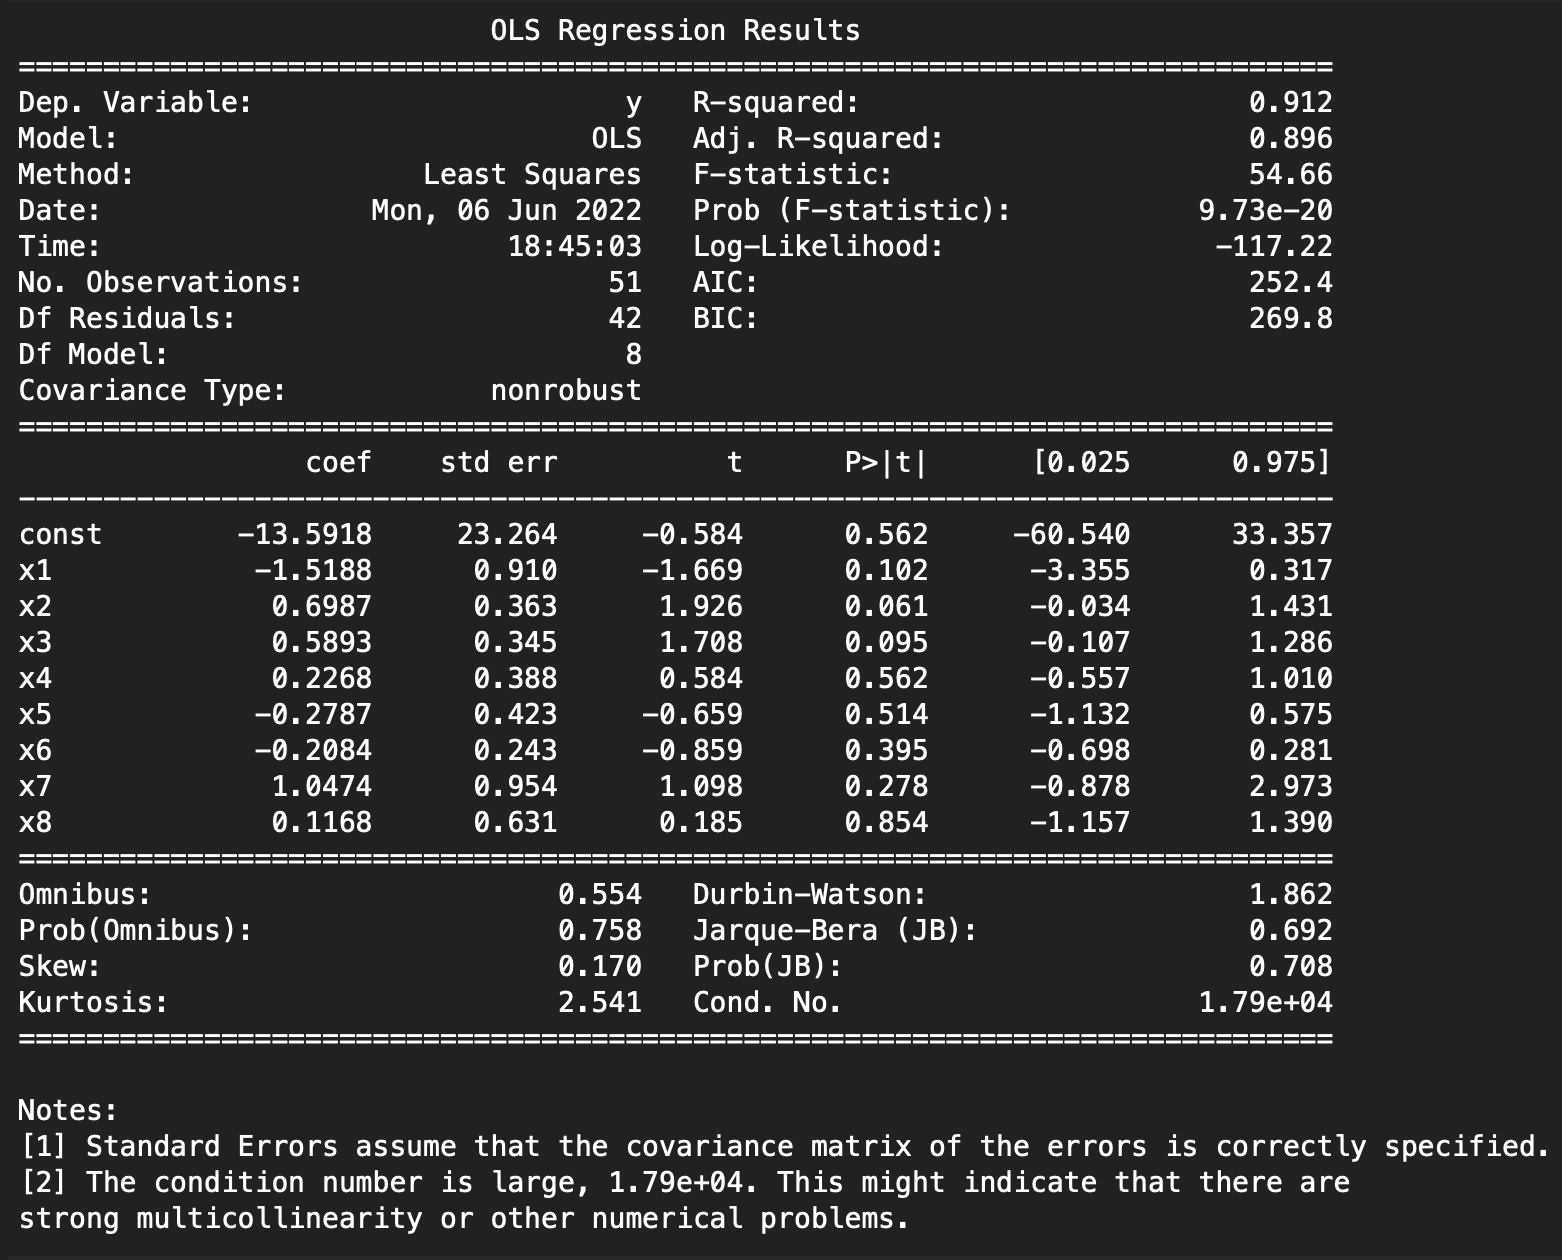 OLS Regression Results
==============================================================================
Dep. Variable:                      y   R-squared:                       0.912
Model:                            OLS   Adj. R-squared:                  0.896
Method:                 Least Squares   F-statistic:                     54.66
Date:                Mon, 06 Jun 2022   Prob (F-statistic):           9.73e-20
Time:                        18:45:03   Log-Likelihood:                -117.22
No. Observations:                  51   AIC:                             252.4
Df Residuals:                      42   BIC:                             269.8
Df Model:                           8
Covariance Type:            nonrobust
==============================================================================
                 coef    std err          t      P>|t|      [0.025      0.975]
------------------------------------------------------------------------------
const        -13.5918     23.264     -0.584      0.562     -60.540      33.357
x1            -1.5188      0.910     -1.669      0.102      -3.355       0.317
x2             0.6987      0.363      1.926      0.061      -0.034       1.431
x3             0.5893      0.345      1.708      0.095      -0.107       1.286
x4             0.2268      0.388      0.584      0.562      -0.557       1.010
x5            -0.2787      0.423     -0.659      0.514      -1.132       0.575
x6            -0.2084      0.243     -0.859      0.395      -0.698       0.281
x7             1.0474      0.954      1.098      0.278      -0.878       2.973
x8             0.1168      0.631      0.185      0.854      -1.157       1.390
==============================================================================
Omnibus:                        0.554   Durbin-Watson:                   1.862
Prob(Omnibus):                  0.758   Jarque-Bera (JB):                0.692
Skew:                           0.170   Prob(JB):                        0.708
Kurtosis:                       2.541   Cond. No.                     1.79e+04
==============================================================================
Notes:
[1] Standard Errors assume that the covariance matrix of the errors is correctly specified.
[2] The condition number is large, 1.79e+04. This might indicate that there are
strong multicollinearity or other numerical problems.